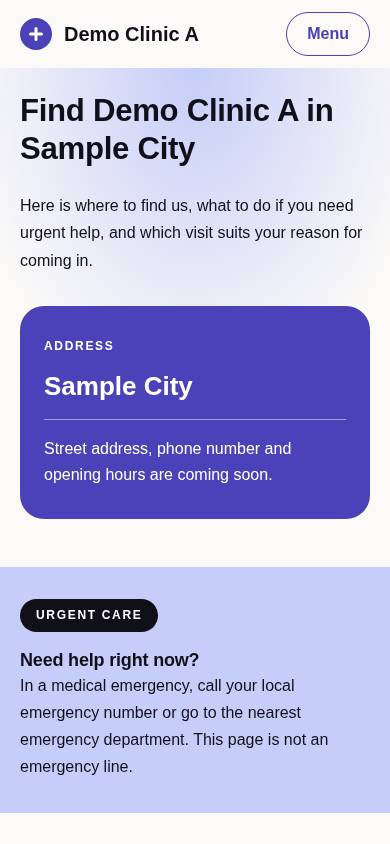 Demo Clinic A
Menu
Find Demo Clinic A in
Sample City
Here is where to find us, what to do if you need
urgent help, and which visit suits your reason for
coming in.
ADDRESS
Sample City
Street address, phone number and
opening hours are coming soon.
URGENT CARE
Need help right now?
In a medical emergency, call your local
emergency number or go to the nearest
emergency department. This page is not an
emergency line.